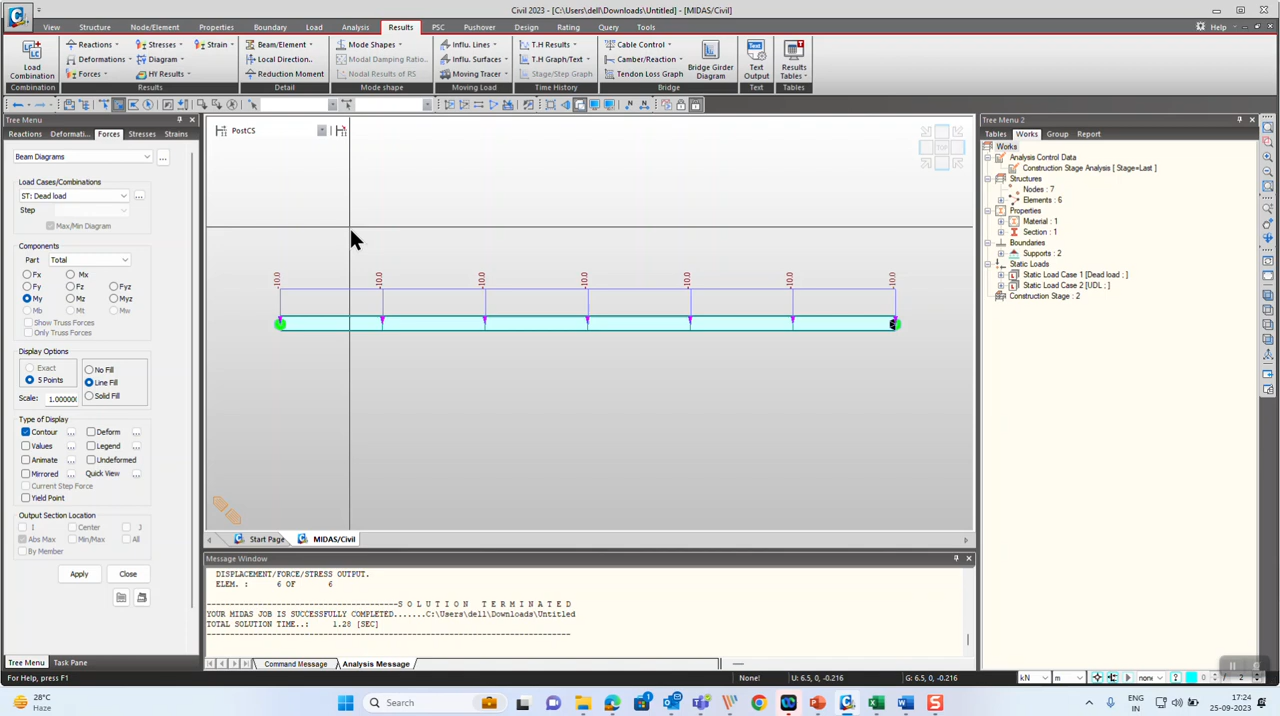 Civil 2023 - [C:\Users\dell\Downloads\Untitled] - [MIDAS/Civil]
View Structure Node/Element Properties Boundary Load Analysis Results PSC Pushover Design Rating Query Tools Help
Reactions Stresses Strain Beam/Element Mode Shapes Influ. Lines T.H Results Cable Control
Deformations Diagram Local Direction.. Modal Damping Ratio.. Influ. Surfaces T.H Graph/Text Camber/Reaction
Forces HY Results Reduction Moment Nodal Results of RS Moving Tracer Stage/Step Graph Tendon Loss Graph
Load Combination
Bridge Girder Diagram
Text Output
Results Tables
Combination Results Detail Mode shape Moving Load Time History Bridge Text Tables
Tree Menu
Reactions Deformati... Forces Stresses Strains
Beam Diagrams ...
Load Cases/Combinations
ST: Dead load ...
Step
Max/Min Diagram
Components
Part Total
Fx Mx
Fy Fz Fyz
My Mz Myz
Mb Mt Mw
Show Truss Forces
Only Truss Forces
Display Options
Exact
5 Points
No Fill
Line Fill
Solid Fill
Scale: 1.000000
Type of Display
Contour ... Deform ...
Values ... Legend ...
Animate ... Undeformed
Mirrored ... Quick View ...
Current Step Force
Yield Point
Output Section Location
I Center J
Abs Max Min/Max All
By Member
Apply Close
Tree Menu Task Pane
PostCS
TOP
-10.0 -10.0 -10.0 -10.0 -10.0 -10.0 -10.0
Start Page MIDAS/Civil
Message Window
DISPLACEMENT/FORCE/STRESS OUTPUT.
ELEM. : 6 OF 6
S O L U T I O N T E R M I N A T E D
YOUR MIDAS JOB IS SUCCESSFULLY COMPLETED.......C:\Users\dell\Downloads\Untitled
TOTAL SOLUTION TIME..: 1.28 [SEC]
Command Message Analysis Message
Tree Menu 2
Tables Works Group Report
Works
Analysis Control Data
Construction Stage Analysis [ Stage=Last ]
Structures
Nodes : 7
Elements : 6
Properties
Material : 1
Section : 1
Boundaries
Supports : 2
Static Loads
Static Load Case 1 [Dead load ; ]
Static Load Case 2 [UDL ; ]
Construction Stage : 2
For Help, press F1
None! U: 6.5, 0, -0.216 G: 6.5, 0, -0.216 kN m none 0 / 2
28°C
Haze
Search
ENG
IN
17:24
25-09-2023